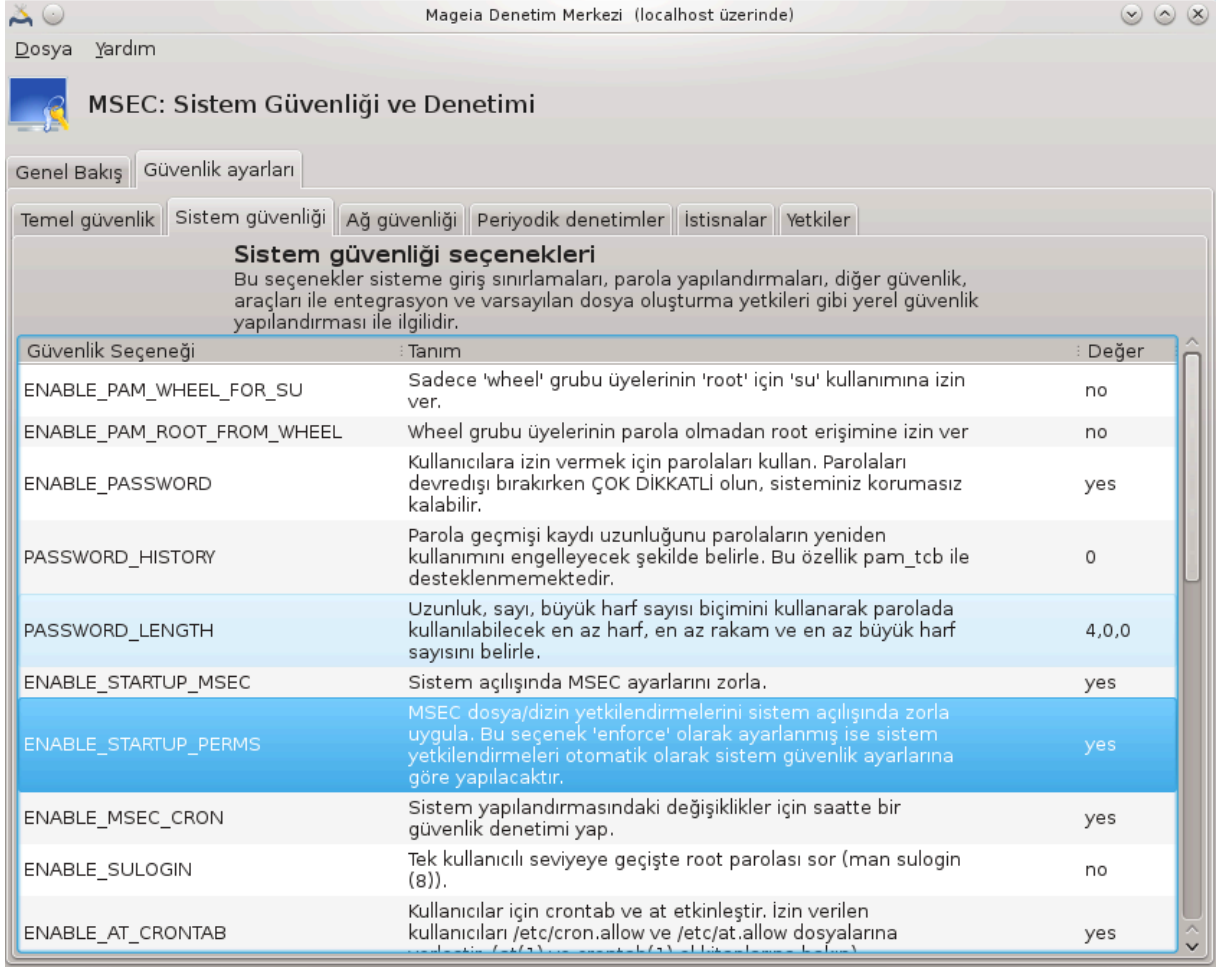 Mageia Denetim Merkezi (localhost üzerinde)
Dosya Yardım
MSEC: Sistem Güvenliği ve Denetimi
Genel Bakış Güvenlik ayarları
Temel güvenlik Sistem güvenliği Ağ güvenliği Periyodik denetimler İstisnalar Yetkiler
Sistem güvenliği seçenekleri
Bu seçenekler sisteme giriş sınırlamaları, parola yapılandırmaları, diğer güvenlik,
araçları ile entegrasyon ve varsayılan dosya oluşturma yetkileri gibi yerel güvenlik
yapılandırması ile ilgilidir.
Güvenlik Seçeneği Tanım Değer
ENABLE_PAM_WHEEL_FOR_SU Sadece 'wheel' grubu üyelerinin 'root' için 'su' kullanımına izin
ver. no
ENABLE_PAM_ROOT_FROM_WHEEL Wheel grubu üyelerinin parola olmadan root erişimine izin ver no
Kullanıcılara izin vermek için parolaları kullan. Parolaları
ENABLE_PASSWORD devredışı bırakırken ÇOK DİKKATLİ olun, sisteminiz korumasız yes
kalabilir.
Parola geçmişi kaydı uzunluğunu parolaların yeniden
PASSWORD_HISTORY kullanımını engelleyecek şekilde belirle. Bu özellik pam_tcb ile 0
desteklenmemektedir.
Uzunluk, sayı, büyük harf sayısı biçimini kullanarak parolada
PASSWORD_LENGTH kullanılabilecek en az harf, en az rakam ve en az büyük harf 4,0,0
sayısını belirle.
ENABLE_STARTUP_MSEC Sistem açılışında MSEC ayarlarını zorla. yes
MSEC dosya/dizin yetkilendirmelerini sistem açılışında zorla
ENABLE_STARTUP_PERMS uygula. Bu seçenek 'enforce' olarak ayarlanmış ise sistem yes
yetkilendirmeleri otomatik olarak sistem güvenlik ayarlarına
göre yapılacaktır.
ENABLE_MSEC_CRON Sistem yapılandırmasındaki değişiklikler için saatte bir yes
güvenlik denetimi yap.
ENABLE_SULOGIN Tek kullanıcılı seviyeye geçişte root parolası sor (man sulogin no
(8)).
Kullanıcılar için crontab ve at etkinleştir. İzin verilen
ENABLE_AT_CRONTAB kullanıcıları /etc/cron.allow ve /etc/at.allow dosyalarına yes